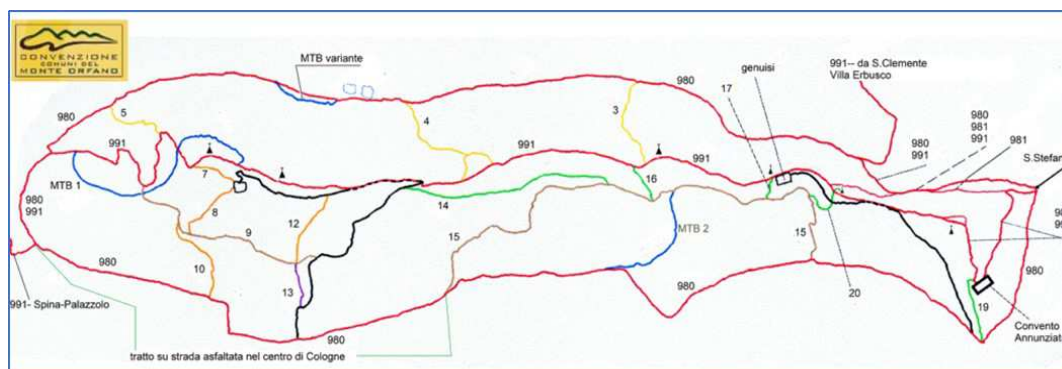 CONVENZIONE
COMUNI DEL
MONTE ORFANO
MTB variante
980
genuisi
991-- da S.Clemente
Villa Erbusco
17
980
981
991
980
991
981
S.Stefan
5
980
4
3
991
991
991
7
MTB 1
16
14
8
12
980
991
9
15
MTB 2
15
980
99
10
980
13
20
980
980
19
991- Spina-Palazzolo
980
Convento
Annunziat
tratto su strada asfaltata nel centro di Cologne